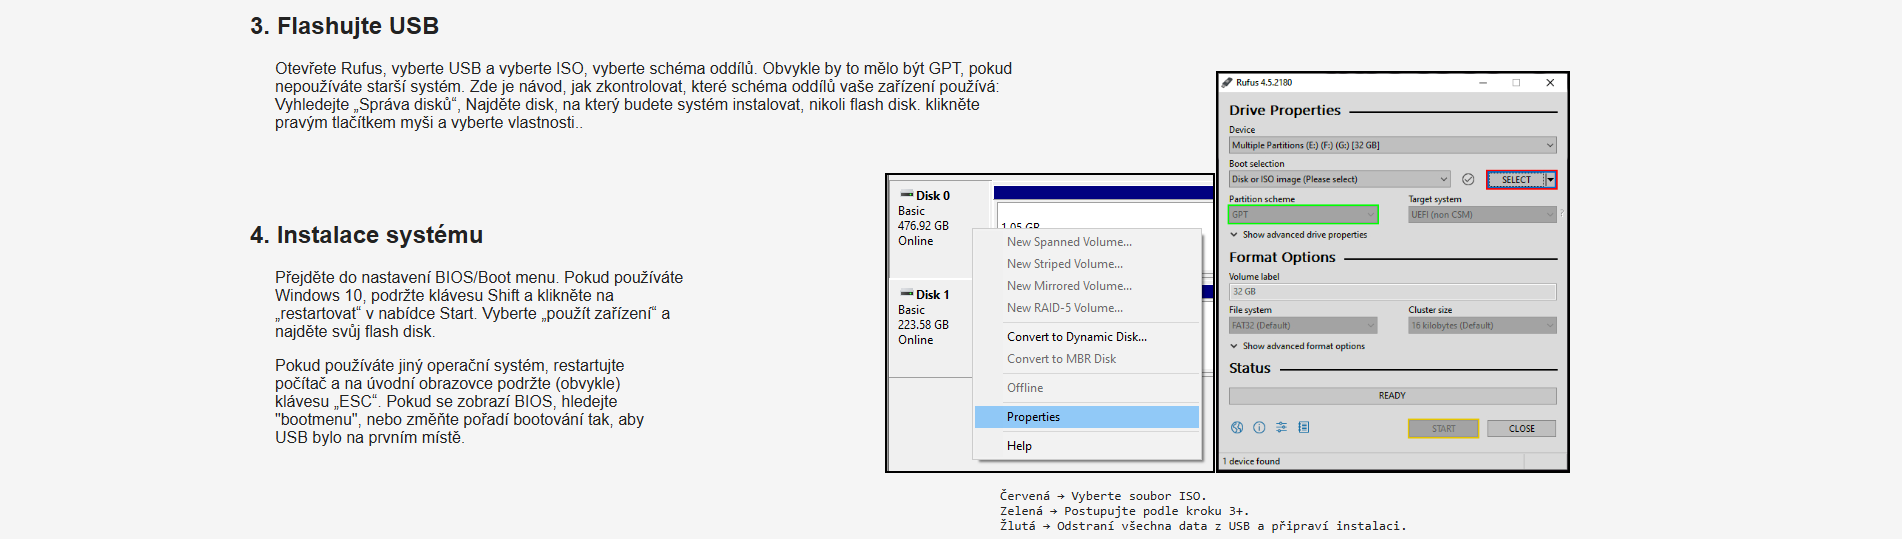 3. Flashujte USB
Otevřete Rufus, vyberte USB a vyberte ISO, vyberte schéma oddílů. Obvykle by to mělo být GPT, pokud
nepoužíváte starší systém. Zde je návod, jak zkontrolovat, které schéma oddílů vaše zařízení používá:
Vyhledejte „Správa disků“, Najděte disk, na který budete systém instalovat, nikoli flash disk. klikněte
pravým tlačítkem myši a vyberte vlastnosti..
4. Instalace systému
Přejděte do nastavení BIOS/Boot menu. Pokud používáte
Windows 10, podržte klávesu Shift a klikněte na
„restartovat“ v nabídce Start. Vyberte „použít zařízení“ a
najděte svůj flash disk.
Pokud používáte jiný operační systém, restartujte
počítač a na úvodní obrazovce podržte (obvykle)
klávesu „ESC“. Pokud se zobrazí BIOS, hledejte
"bootmenu", nebo změňte pořadí bootování tak, aby
USB bylo na prvním místě.
Disk 0
Basic
476.92 GB
Online
1.05 GB
Disk 1
Basic
223.58 GB
Online
New Spanned Volume...
New Striped Volume...
New Mirrored Volume...
New RAID-5 Volume...
Convert to Dynamic Disk...
Convert to MBR Disk
Offline
Properties
Help
Rufus 4.5.2180
Drive Properties
Device
Multiple Partitions (E:) (F:) (G:) [32 GB]
Boot selection
Disk or ISO image (Please select)
SELECT
Partition scheme
Target system
GPT
UEFI (non CSM)
?
Show advanced drive properties
Format Options
Volume label
32 GB
File system
Cluster size
FAT32 (Default)
16 kilobytes (Default)
Show advanced format options
Status
READY
START
CLOSE
1 device found
Červená → Vyberte soubor ISO.
Zelená → Postupujte podle kroku 3+.
Žlutá → Odstraní všechna data z USB a připraví instalaci.